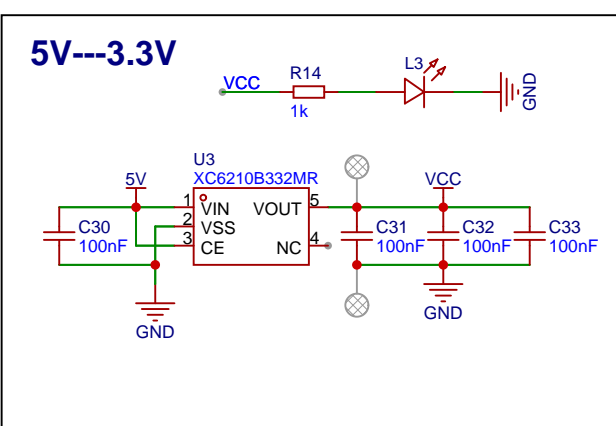 5V---3.3V
VCC
R14
1k
L3
GND
U3
XC6210B332MR
5V
1
VIN
VOUT
5
2
VSS
3
CE
NC
4
C30
100nF
GND
VCC
C31
100nF
C32
100nF
C33
100nF
GND